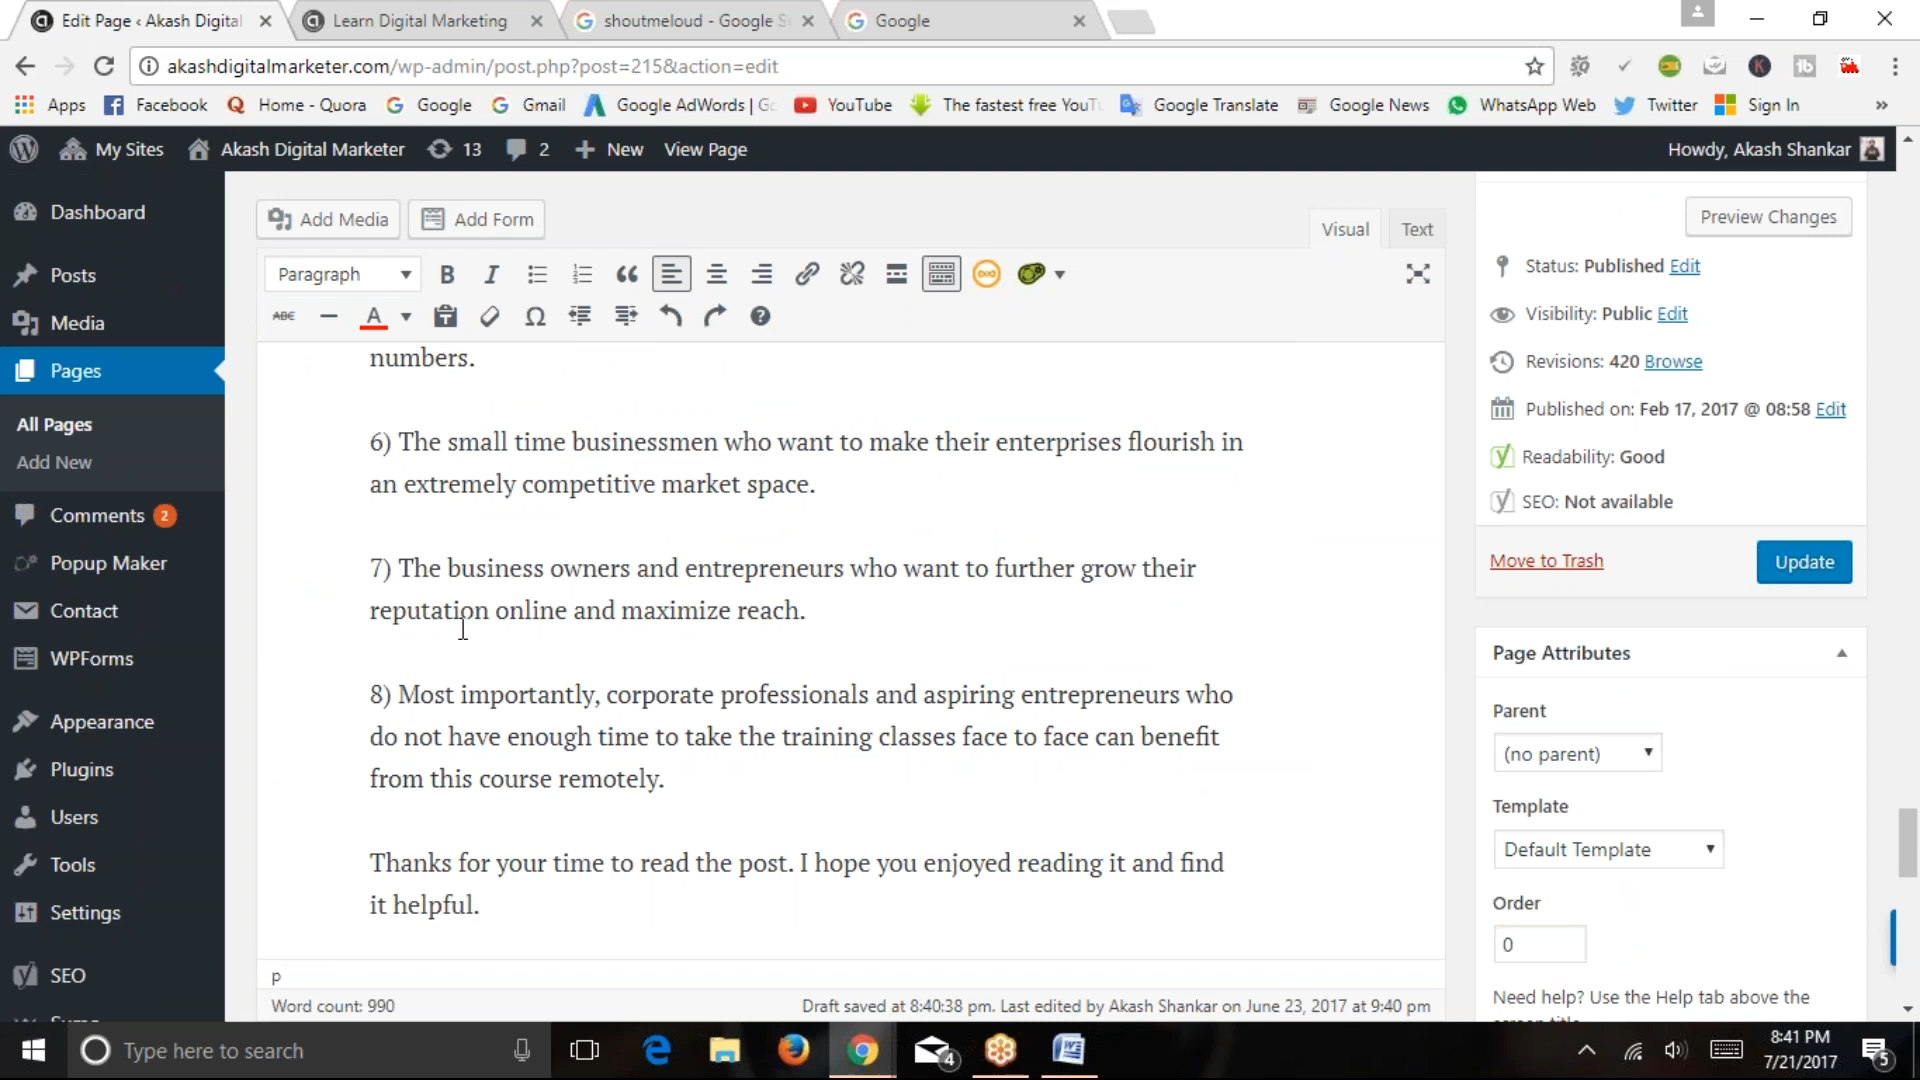 Edit Page ‹ Akash Digital
Learn Digital Marketing
shoutmeloud - Google S
Google
akashdigitalmarketer.com/wp-admin/post.php?post=215&action=edit
Apps
Facebook
Home - Quora
Google
Gmail
Google AdWords | Go
YouTube
The fastest free YouT
Google Translate
Google News
WhatsApp Web
Twitter
Sign In
»
My Sites
Akash Digital Marketer
13
2
New
View Page
Howdy, Akash Shankar
Dashboard
Posts
Media
Pages
All Pages
Add New
Comments 2
Popup Maker
Contact
WPForms
Appearance
Plugins
Users
Tools
Settings
SEO
Add Media
Add Form
Visual
Text
Paragraph
B
I
ABC
A
Ω
numbers.
6) The small time businessmen who want to make their enterprises flourish in
an extremely competitive market space.
7) The business owners and entrepreneurs who want to further grow their
reputation online and maximize reach.
8) Most importantly, corporate professionals and aspiring entrepreneurs who
do not have enough time to take the training classes face to face can benefit
from this course remotely.
Thanks for your time to read the post. I hope you enjoyed reading it and find
it helpful.
p
Word count: 990
Draft saved at 8:40:38 pm. Last edited by Akash Shankar on June 23, 2017 at 9:40 pm
Preview Changes
Status: Published Edit
Visibility: Public Edit
Revisions: 420 Browse
Published on: Feb 17, 2017 @ 08:58 Edit
Readability: Good
SEO: Not available
Move to Trash
Update
Page Attributes
Parent
(no parent)
Template
Default Template
Order
0
Need help? Use the Help tab above the
Type here to search
4
8:41 PM
7/21/2017
5